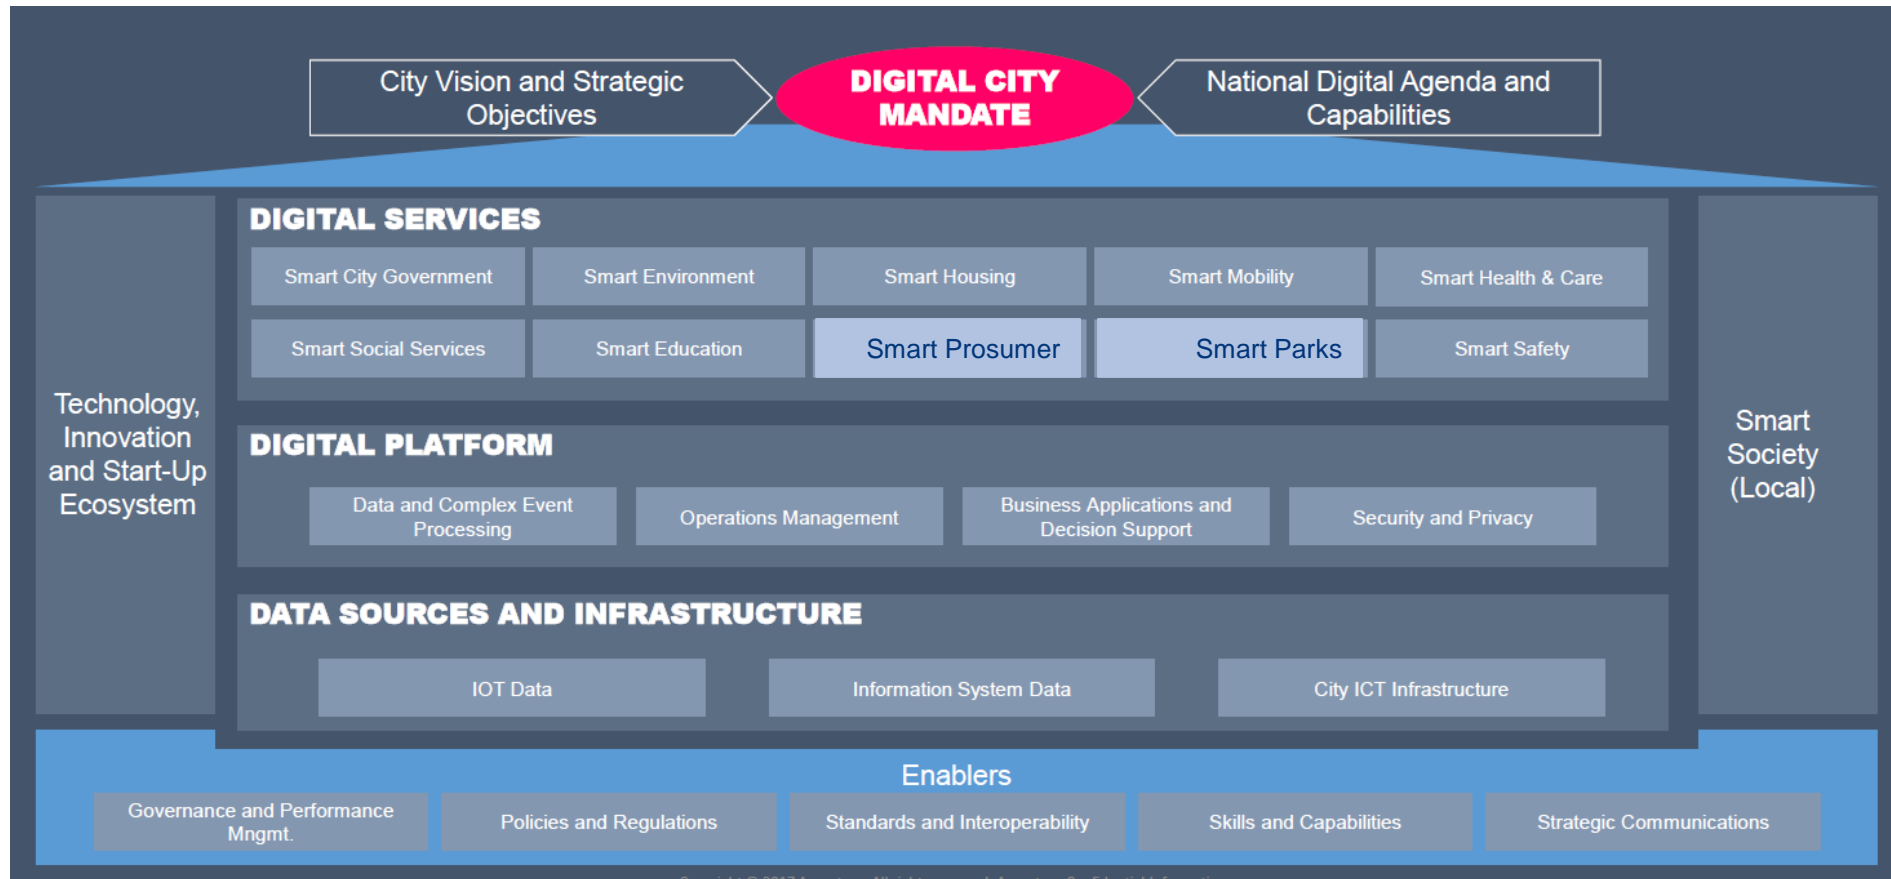 City Vision and Strategic
Objectives
DIGITAL CITY
MANDATE
National Digital Agenda and
Capabilities
Technology,
Innovation
and Start-Up
Ecosystem
DIGITAL SERVICES
Smart City Government
Smart Environment
Smart Housing
Smart Mobility
Smart Health & Care
Smart Social Services
Smart Education
Smart Prosumer
Smart Parks
Smart Safety
DIGITAL PLATFORM
Data and Complex Event
Processing
Operations Management
Business Applications and
Decision Support
Security and Privacy
DATA SOURCES AND INFRASTRUCTURE
IOT Data
Information System Data
City ICT Infrastructure
Smart
Society
(Local)
Enablers
Governance and Performance
Mngmt.
Policies and Regulations
Standards and Interoperability
Skills and Capabilities
Strategic Communications